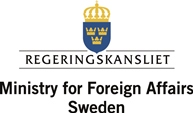 REGERINGSKANSLIET
Ministry for Foreign Affairs
Sweden